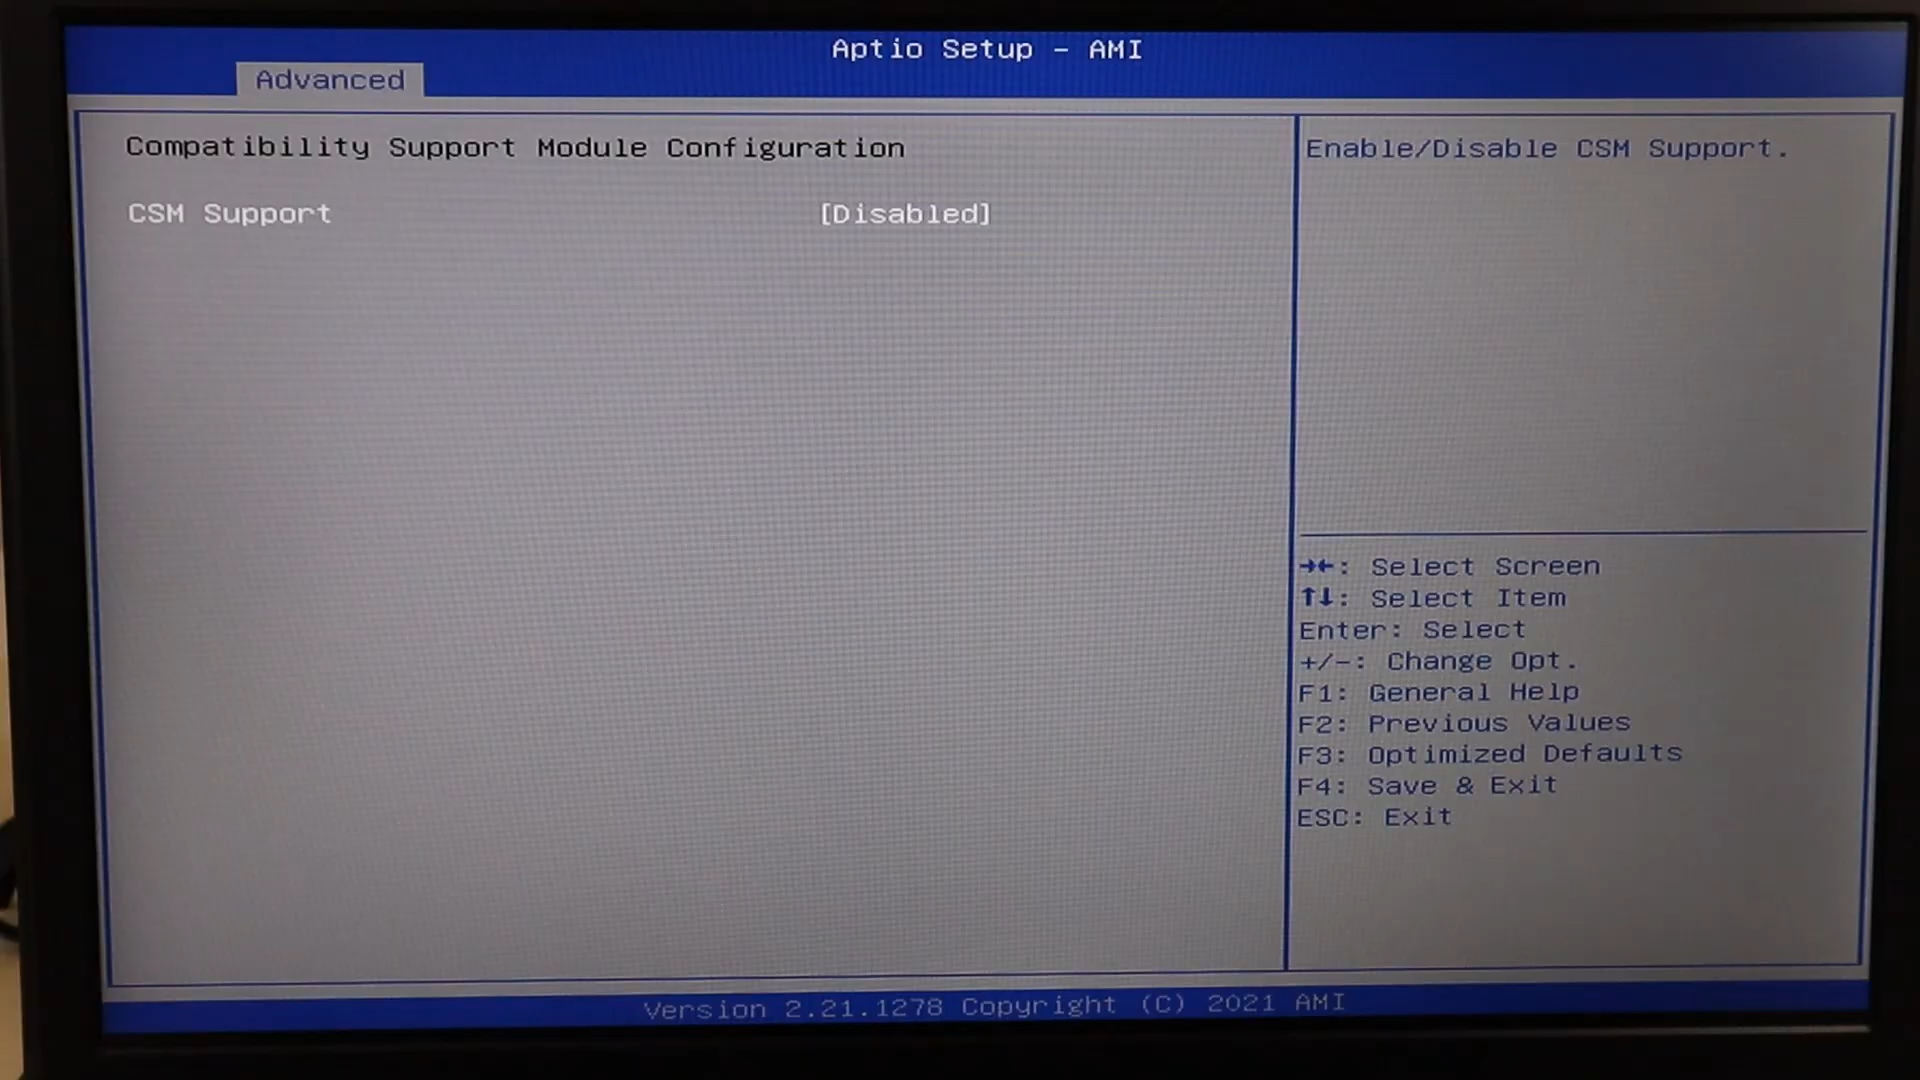 Aptio Setup - AMI
Advanced
Compatibility Support Module Configuration
CSM Support [Disabled]
Enable/Disable CSM Support.
→←: Select Screen
↑↓: Select Item
Enter: Select
+/-: Change Opt.
F1: General Help
F2: Previous Values
F3: Optimized Defaults
F4: Save & Exit
ESC: Exit
Version 2.21.1278 Copyright (C) 2021 AMI